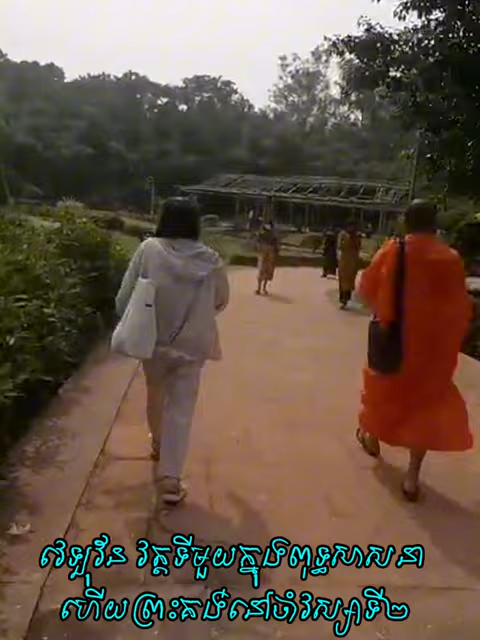 វេឡុវ័ន វត្តទីមួយក្នុងពុទ្ធសាសនា
ហើយព្រះគង់នៅចាំវស្សាទី២